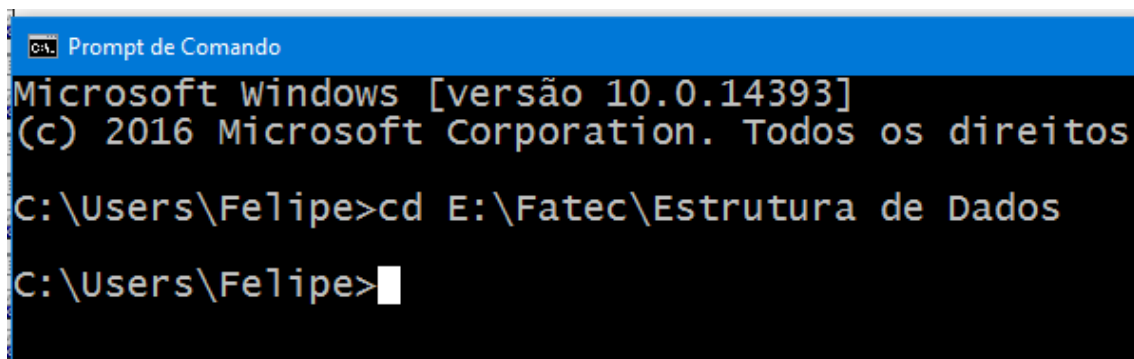 Prompt de Comando
Microsoft Windows [versão 10.0.14393]
(c) 2016 Microsoft Corporation. Todos os direitos
C:\Users\Felipe>cd E:\Fatec\Estrutura de Dados
C:\Users\Felipe>